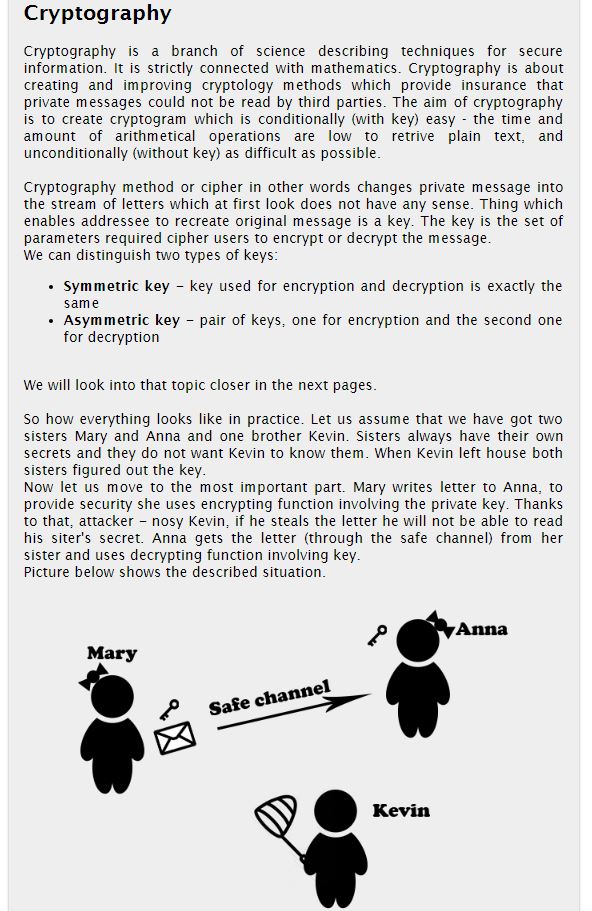 Cryptography
Cryptography is a branch of science describing techniques for secure
information. It is strictly connected with mathematics. Cryptography is about
creating and improving cryptology methods which provide insurance that
private messages could not be read by third parties. The aim of cryptography
is to create cryptogram which is conditionally (with key) easy - the time and
amount of arithmetical operations are low to retrive plain text, and
unconditionally (without key) as difficult as possible.
Cryptography method or cipher in other words changes private message into
the stream of letters which at first look does not have any sense. Thing which
enables addressee to recreate original message is a key. The key is the set of
parameters required cipher users to encrypt or decrypt the message.
We can distinguish two types of keys:
• Symmetric key – key used for encryption and decryption is exactly the
same
• Asymmetric key – pair of keys, one for encryption and the second one
for decryption
We will look into that topic closer in the next pages.
So how everything looks like in practice. Let us assume that we have got two
sisters Mary and Anna and one brother Kevin. Sisters always have their own
secrets and they do not want Kevin to know them. When Kevin left house both
sisters figured out the key.
Now let us move to the most important part. Mary writes letter to Anna, to
provide security she uses encrypting function involving the private key. Thanks
to that, attacker – nosy Kevin, if he steals the letter he will not be able to read
his siter's secret. Anna gets the letter (through the safe channel) from her
sister and uses decrypting function involving key.
Picture below shows the described situation.
Anna
Mary
Safe channel
Kevin